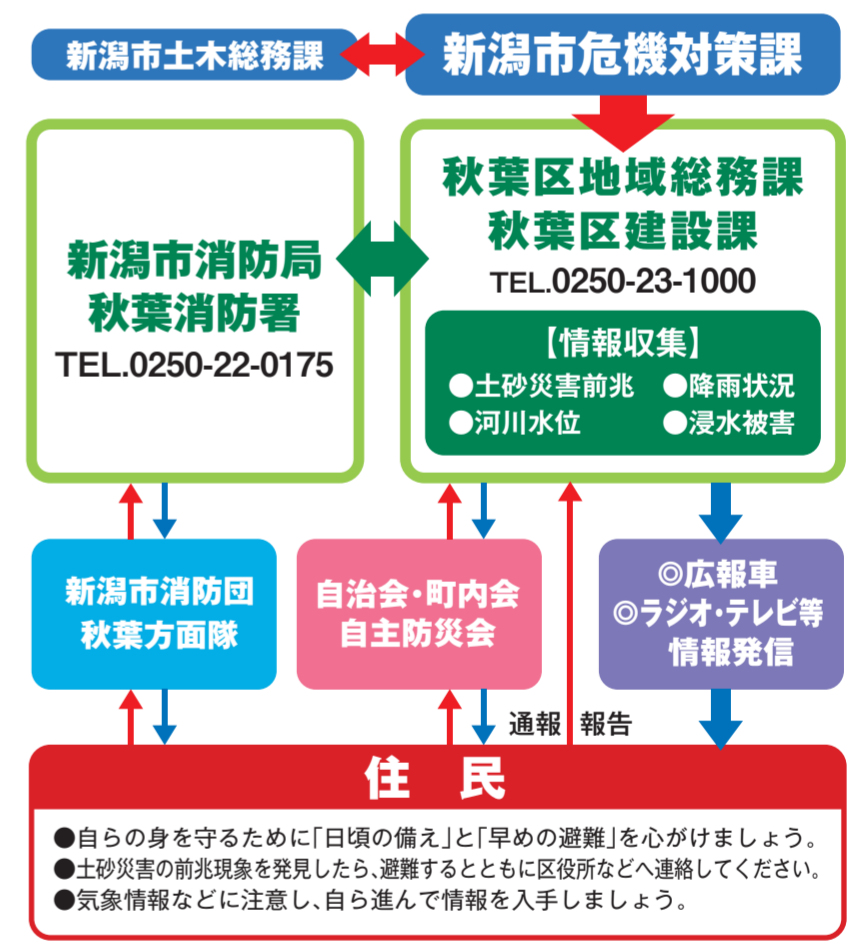 新潟市土木総務課
新潟市危機対策課
新潟市消防局
秋葉消防署
TEL.0250-22-0175
秋葉区地域総務課
秋葉区建設課
TEL.0250-23-1000
【情報収集】
●土砂災害前兆 ●降雨状況
●河川水位 ●浸水被害
新潟市消防団
秋葉方面隊
自治会・町内会
自主防災会
◎広報車
◎ラジオ・テレビ等
情報発信
通報 報告
住 民
●自らの身を守るために「日頃の備え」と「早めの避難」を心がけましょう。
●土砂災害の前兆現象を発見したら、避難するとともに区役所などへ連絡してください。
●気象情報などに注意し、自ら進んで情報を入手しましょう。